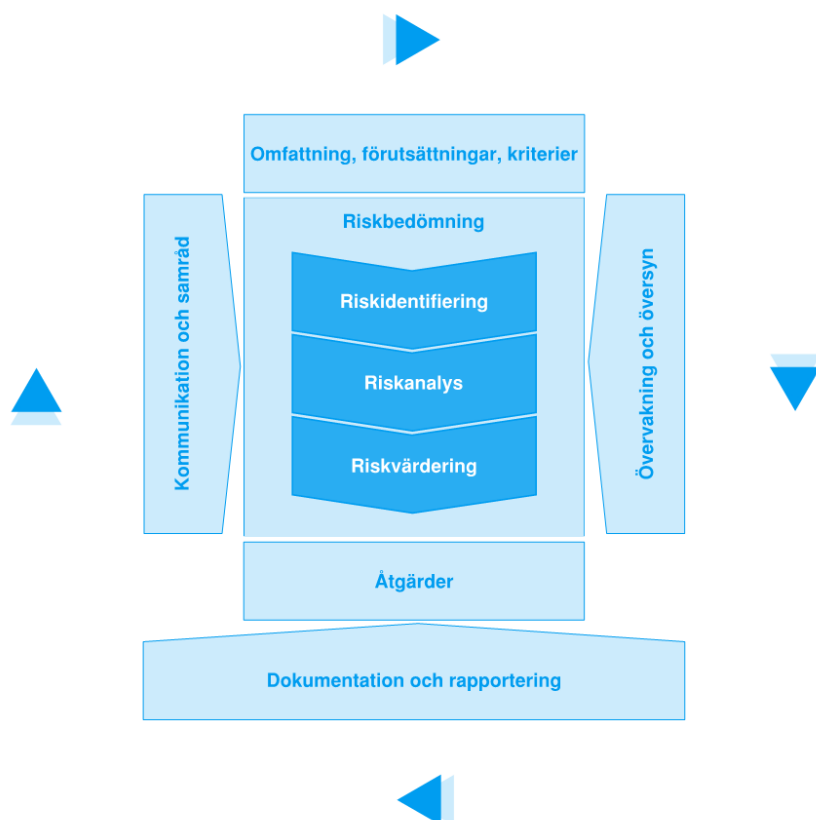 Omfattning, förutsättningar, kriterier
Riskbedömning
Kommunikation och samråd
Riskidentifiering
Riskanalys
Riskvärdering
Övervakning och översyn
Åtgärder
Dokumentation och rapportering